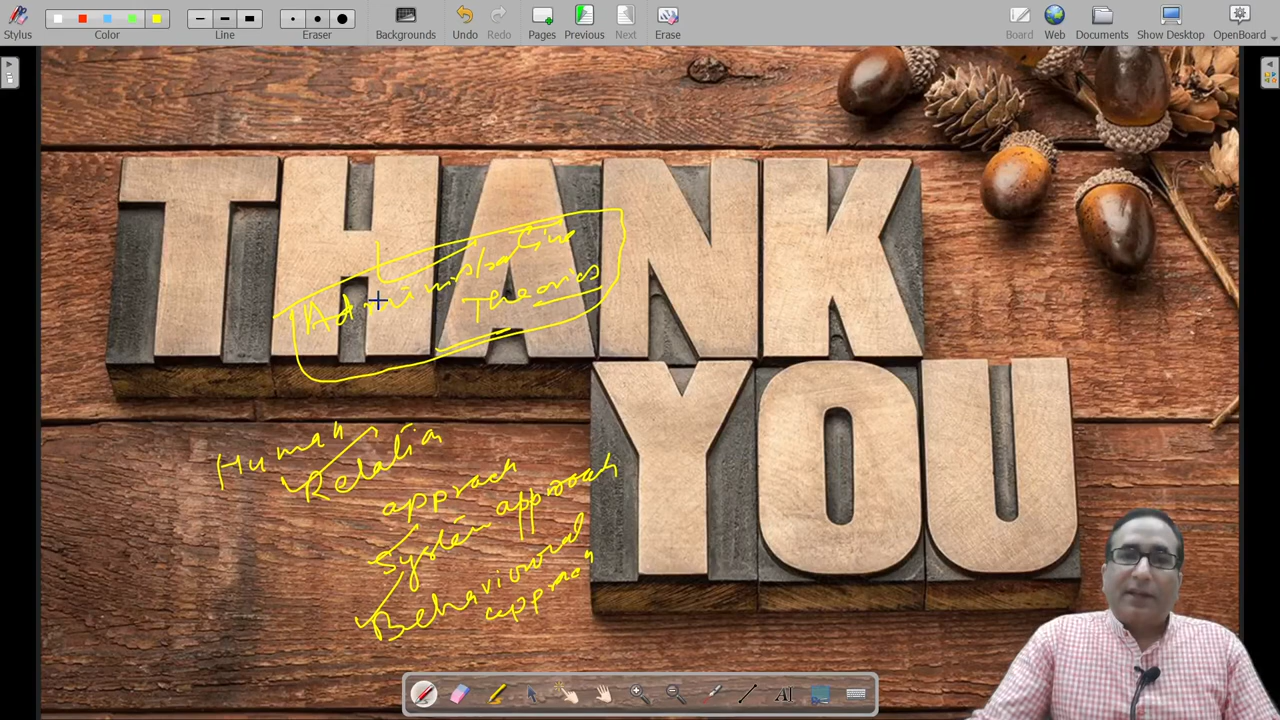 Stylus
Color
Line
Eraser
Backgrounds
Undo
Redo
Pages
Previous
Next
Erase
Board
Web
Documents
Show Desktop
OpenBoard
THANK
YOU
Administrative
Theories
Human
Relation
approach
System approach
Behavioural
approach